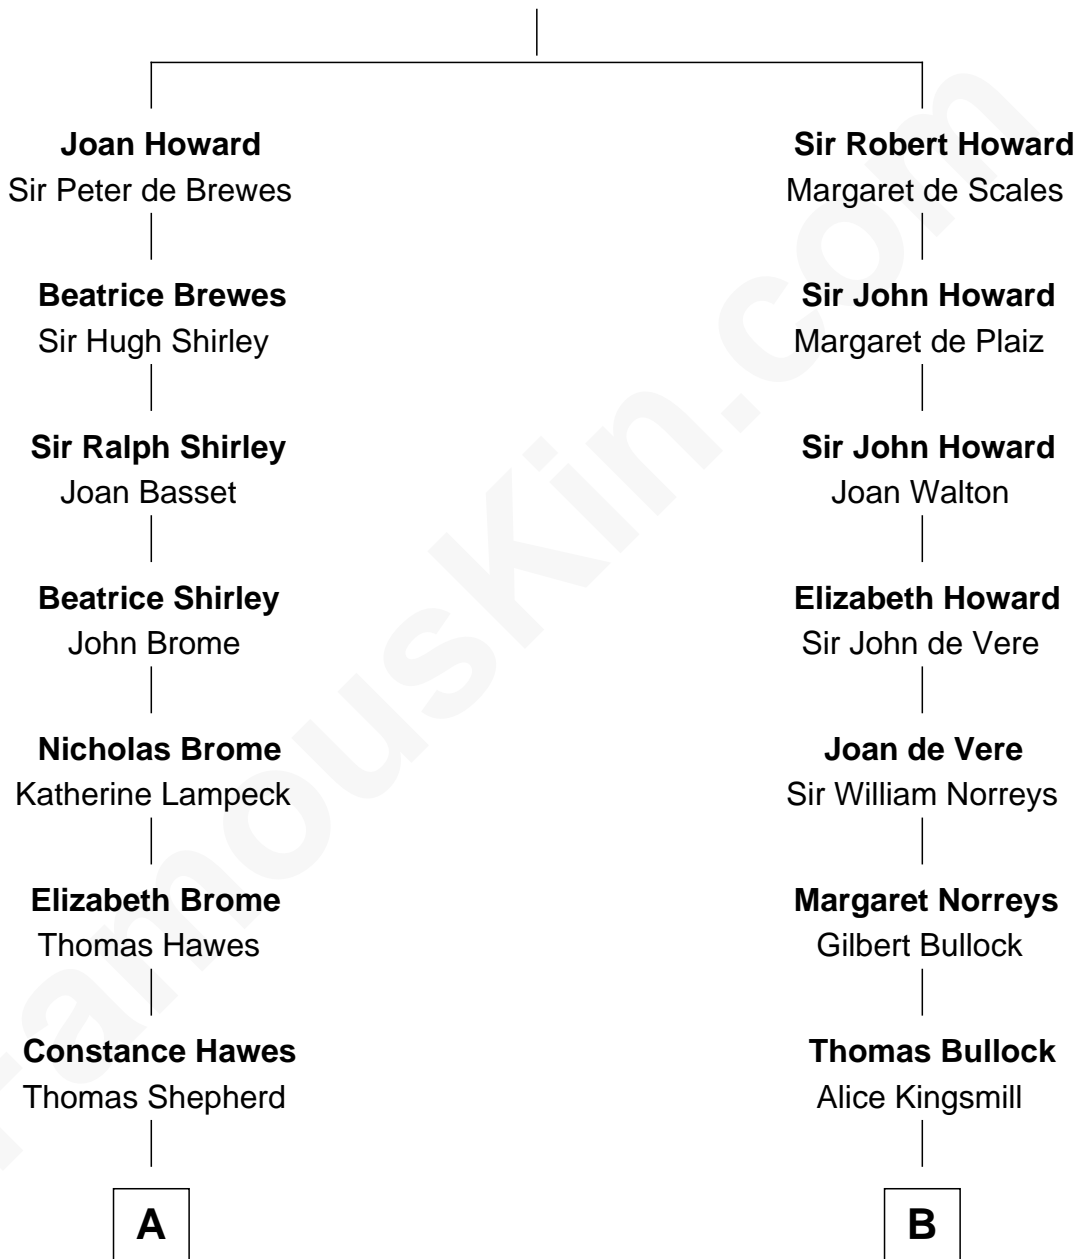 Joan Howard
Sir Peter de Brewes
Beatrice Brewes
Sir Hugh Shirley
Sir Ralph Shirley
Joan Basset
Beatrice Shirley
John Brome
Nicholas Brome
Katherine Lampeck
Elizabeth Brome
Thomas Hawes
Constance Hawes
Thomas Shepherd
A
Sir Robert Howard
Margaret de Scales
Sir John Howard
Margaret de Plaiz
Sir John Howard
Joan Walton
Elizabeth Howard
Sir John de Vere
Joan de Vere
Sir William Norreys
Margaret Norreys
Gilbert Bullock
Thomas Bullock
Alice Kingsmill
B
FamousKin.com